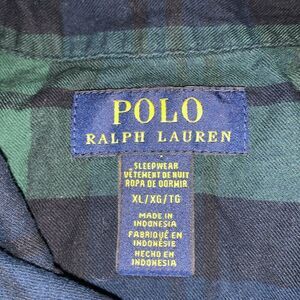 POLO
RALPH LAUREN
SLEEPWEAR
VÊTEMENT DE NUIT
ROPA DE DORMIR
XL/XG/TG
MADE IN
INDONESIA
FABRIQUÉ EN
INDONÉSIE
HECHO EN
INDONESIA